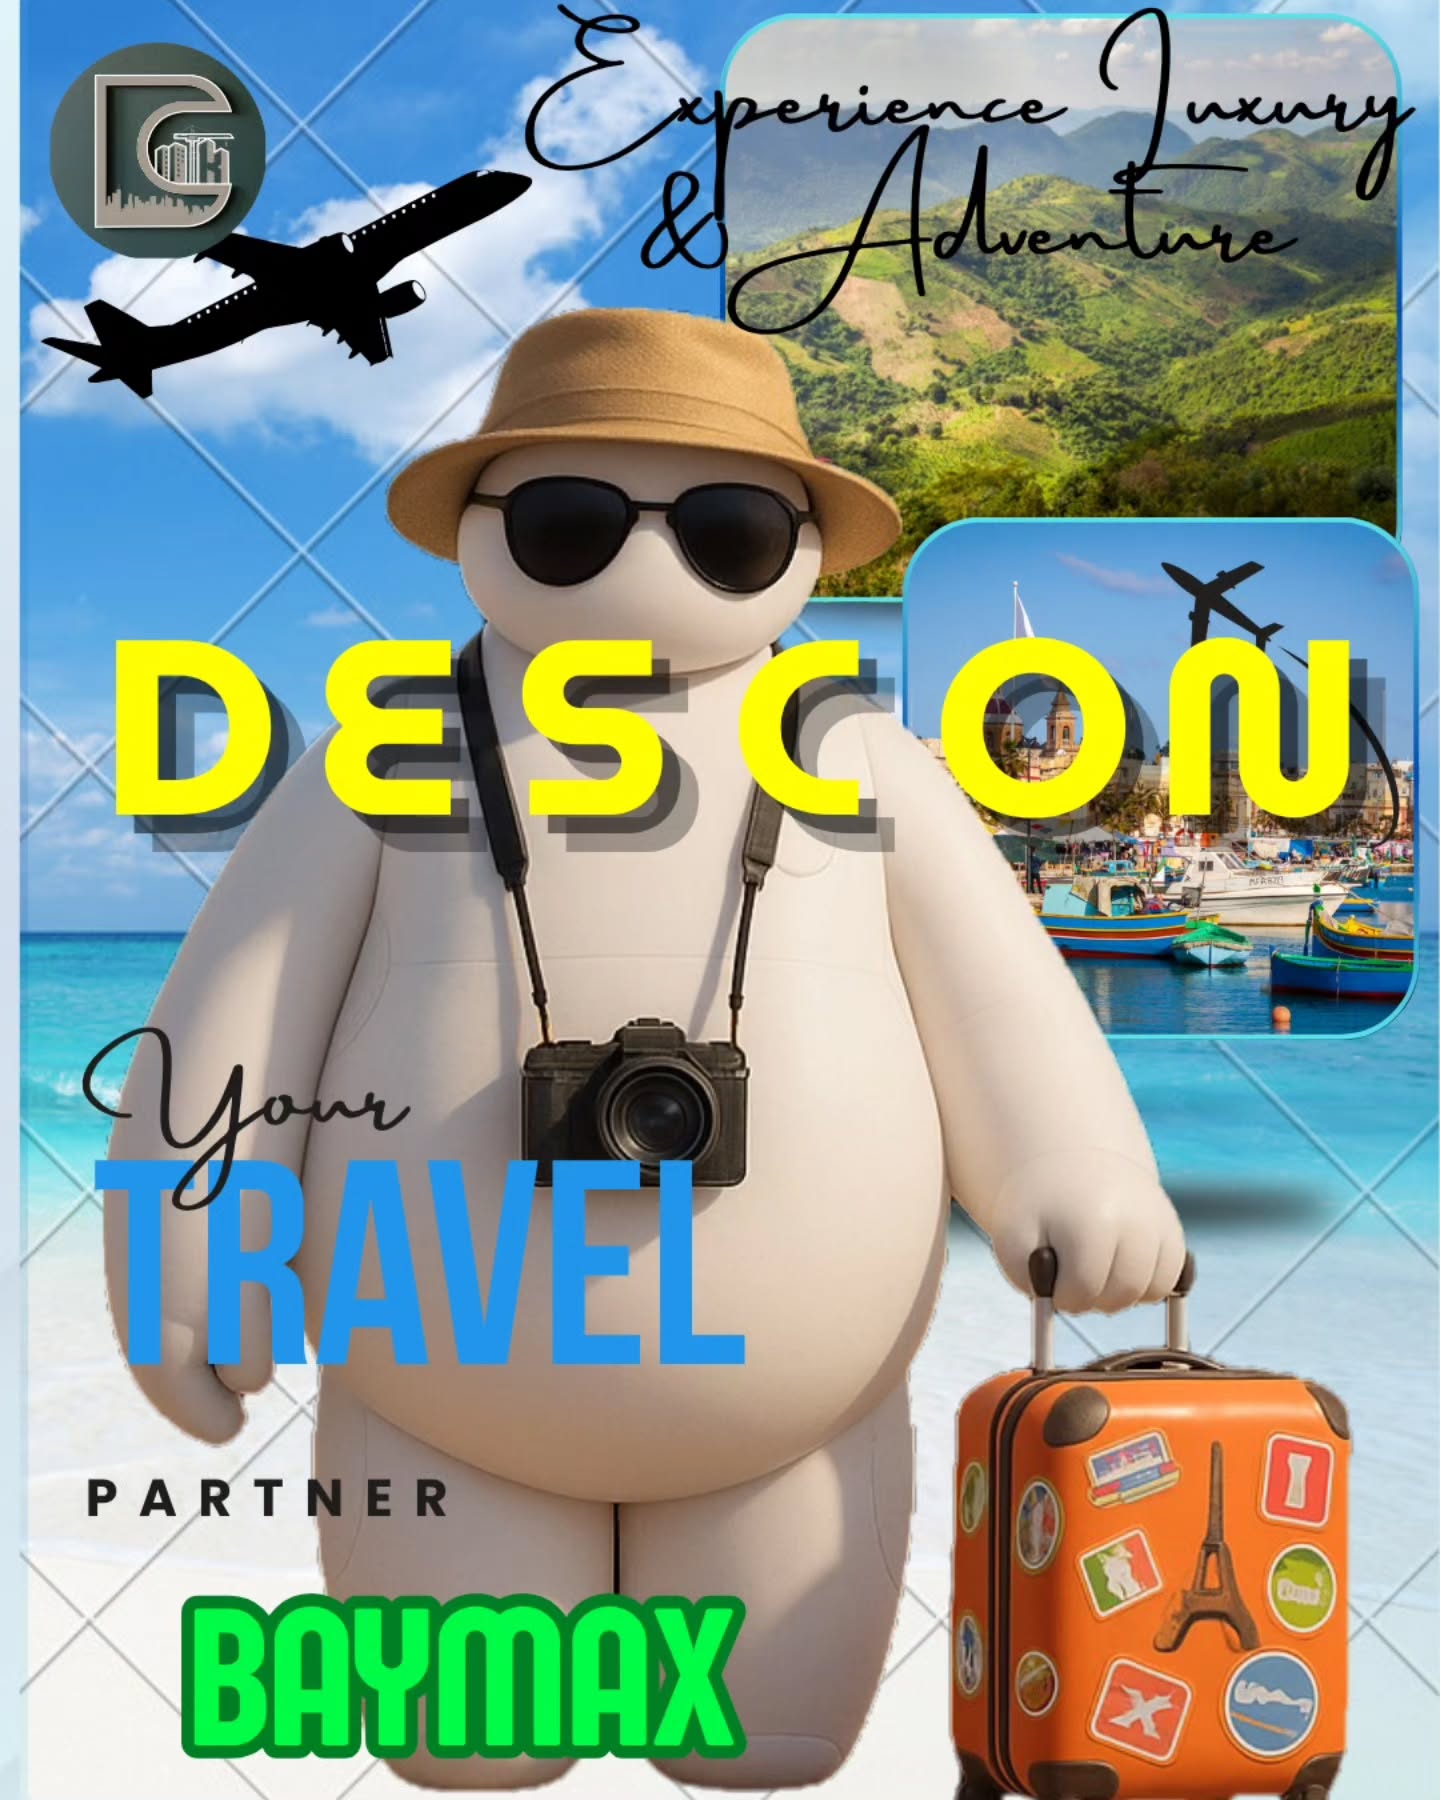 Experience Luxury
& Adventure
DESCON
Your
TRAVEL
PARTNER
BAYMAX